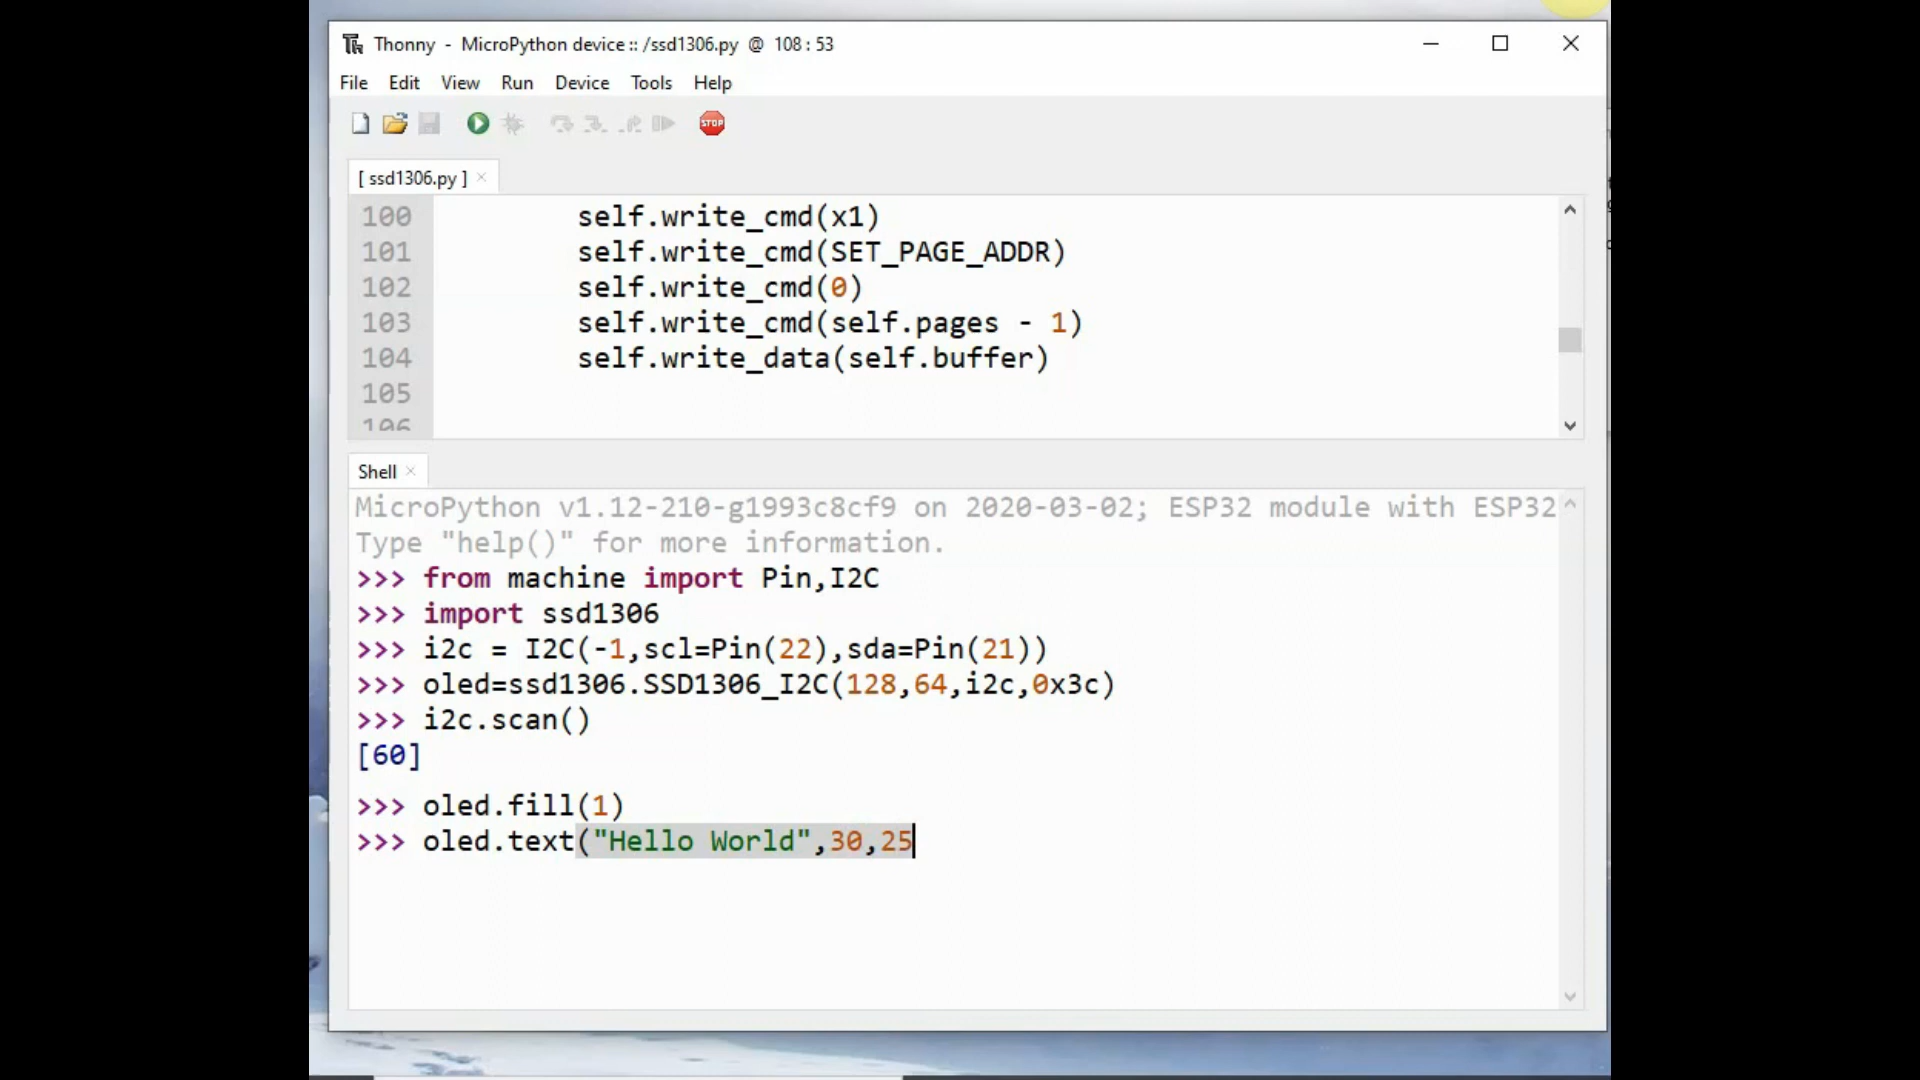 Thonny - MicroPython device :: /ssd1306.py @ 108 : 53
File Edit View Run Device Tools Help
STOP
[ ssd1306.py ]
100 self.write_cmd(x1)
101 self.write_cmd(SET_PAGE_ADDR)
102 self.write_cmd(0)
103 self.write_cmd(self.pages - 1)
104 self.write_data(self.buffer)
105
106
Shell
MicroPython v1.12-210-g1993c8cf9 on 2020-03-02; ESP32 module with ESP32
Type "help()" for more information.
>>> from machine import Pin,I2C
>>> import ssd1306
>>> i2c = I2C(-1,scl=Pin(22),sda=Pin(21))
>>> oled=ssd1306.SSD1306_I2C(128,64,i2c,0x3c)
>>> i2c.scan()
[60]
>>> oled.fill(1)
>>> oled.text("Hello World",30,25